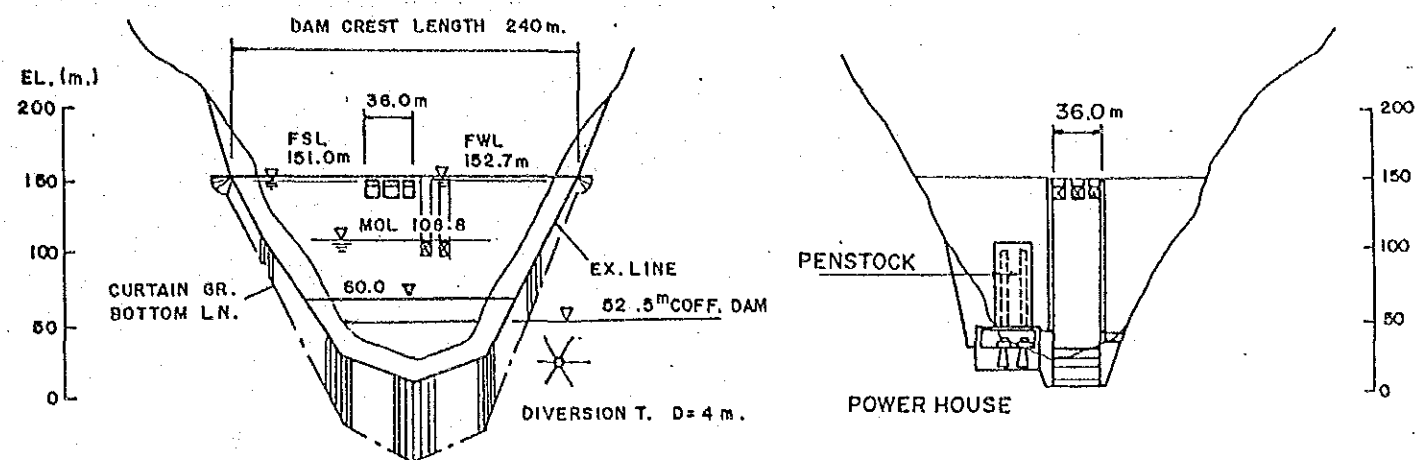 DAM CREST LENGTH 240m.
EL. (m.)
200
150
100
50
0
36.0m
FSL
151.0m
FWL
152.7m
MOL 108.8
EX. LINE
60.0
52.5m COFF. DAM
CURTAIN GR.
BOTTOM LN.
DIVERSION T. D=4m.
36.0m
PENSTOCK
POWER HOUSE
200
150
100
50
0